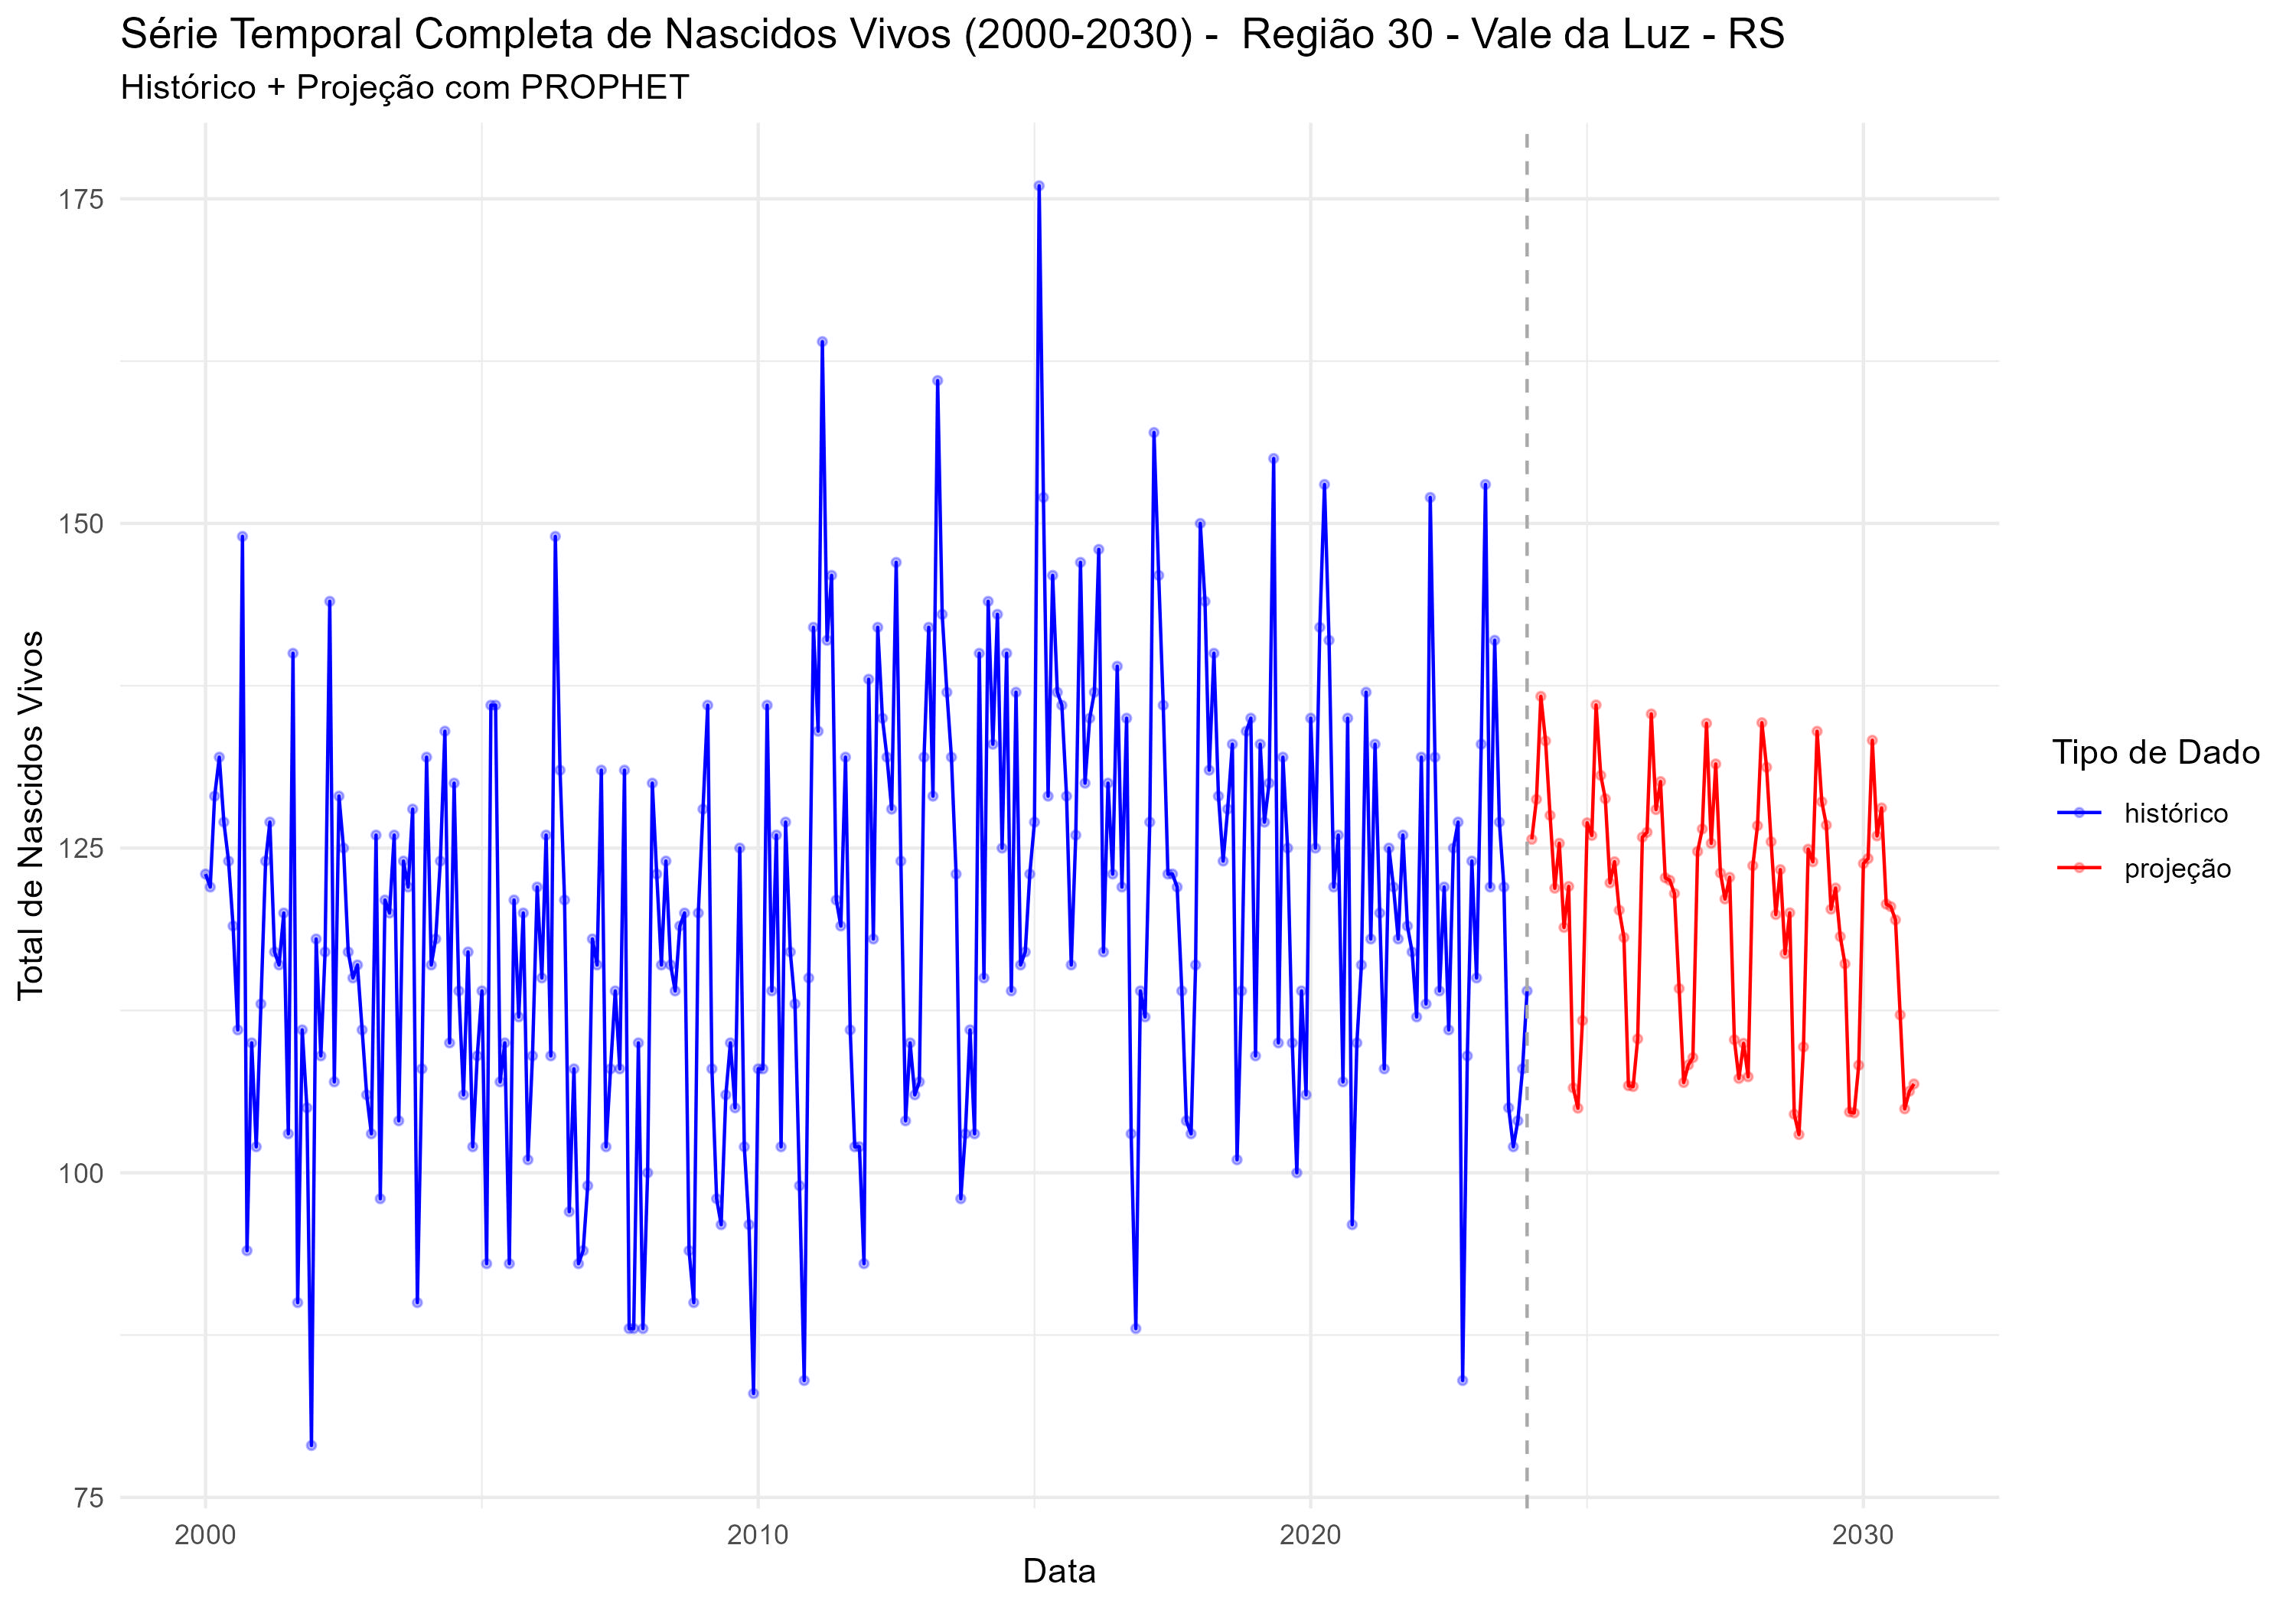 Série Temporal Completa de Nascidos Vivos (2000-2030) -  Região 30 - Vale da Luz - RS
Histórico + Projeção com PROPHET
Total de Nascidos Vivos
175
150
125
100
75
2000
2010
2020
2030
Data
Tipo de Dado
histórico
projeção